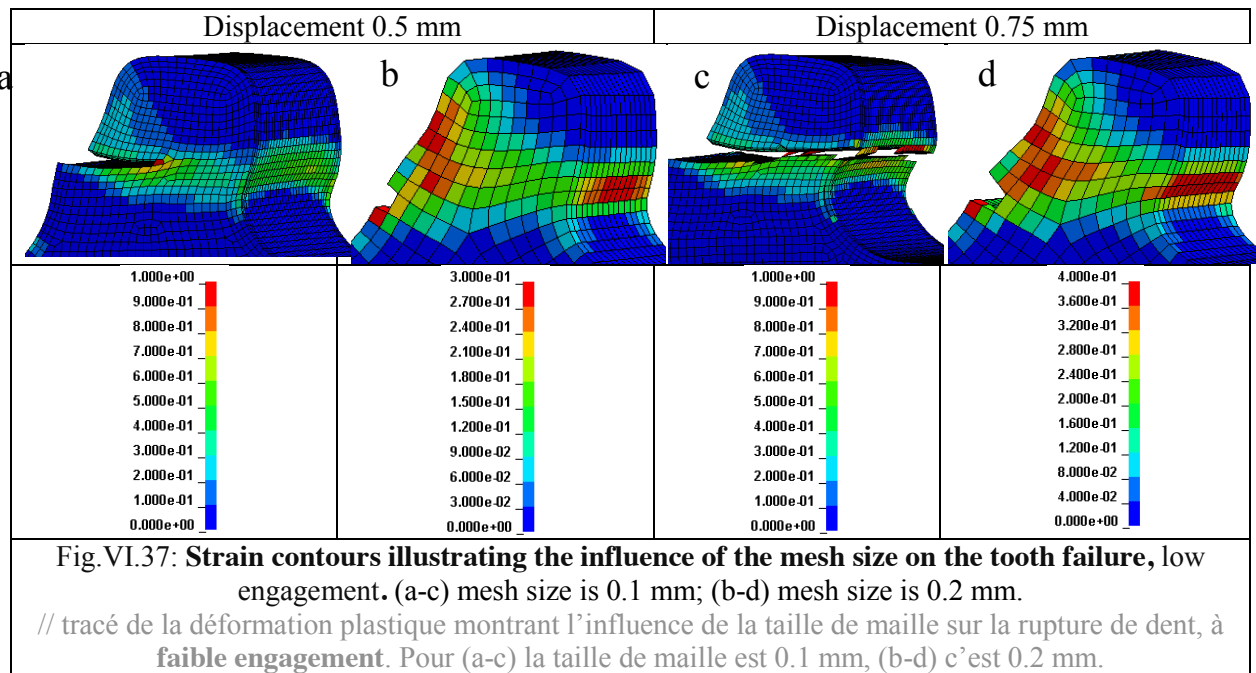 Displacement 0.5 mm
Displacement 0.75 mm
a
b
c
d
1.000e+00
9.000e-01
8.000e-01
7.000e-01
6.000e-01
5.000e-01
4.000e-01
3.000e-01
2.000e-01
1.000e-01
0.000e+00
3.000e-01
2.700e-01
2.400e-01
2.100e-01
1.800e-01
1.500e-01
1.200e-01
9.000e-02
6.000e-02
3.000e-02
0.000e+00
1.000e+00
9.000e-01
8.000e-01
7.000e-01
6.000e-01
5.000e-01
4.000e-01
3.000e-01
2.000e-01
1.000e-01
0.000e+00
4.000e-01
3.600e-01
3.200e-01
2.800e-01
2.400e-01
2.000e-01
1.600e-01
1.200e-01
8.000e-02
4.000e-02
0.000e+00
Fig.VI.37: Strain contours illustrating the influence of the mesh size on the tooth failure, low
engagement. (a-c) mesh size is 0.1 mm; (b-d) mesh size is 0.2 mm.
// tracé de la déformation plastique montrant l’influence de la taille de maille sur la rupture de dent, à
faible engagement. Pour (a-c) la taille de maille est 0.1 mm, (b-d) c’est 0.2 mm.